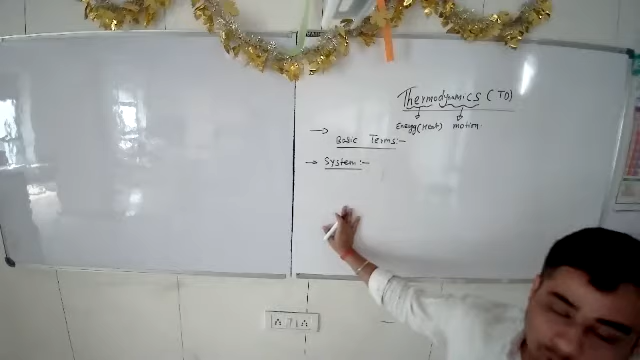 Thermodynamics (TD)
Energy (Heat) motion
→ Basic Terms:-
→ System:-